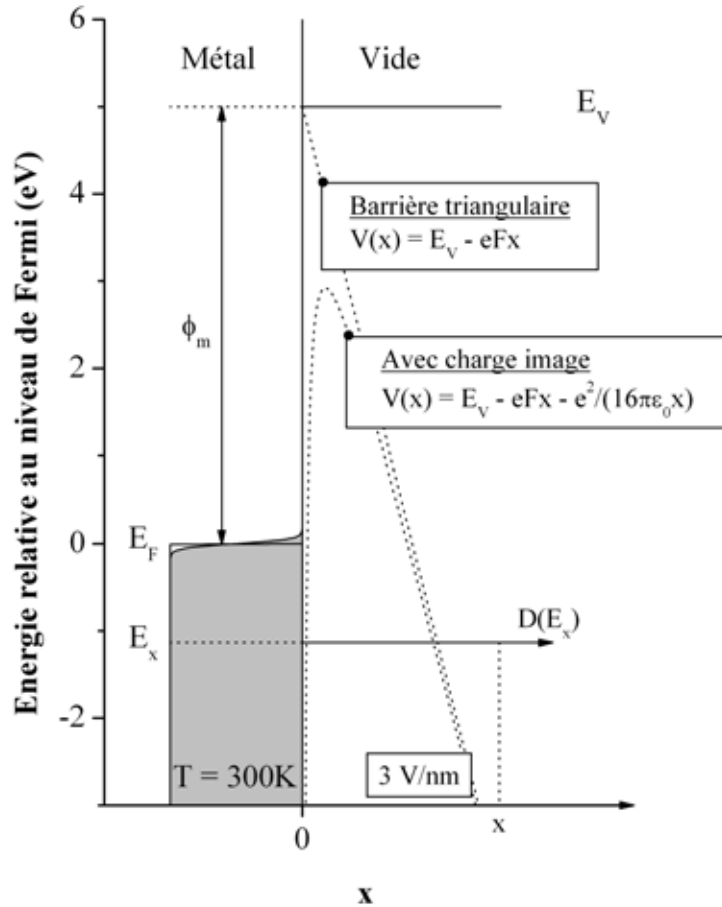 Métal
Vide
6
E_V
4
Barrière triangulaire
V(x) = E_V - eFx
ϕ_m
2
Avec charge image
V(x) = E_V - eFx - e²/(16πε₀x)
E_F
0
E_x
D(E_x)
-2
T = 300K
3 V/nm
x
0
x
Energie relative au niveau de Fermi (eV)